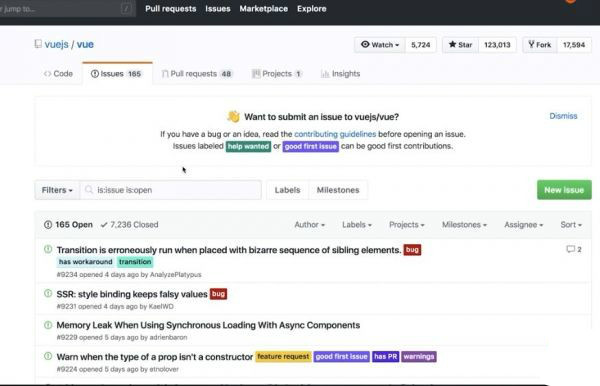 r jump to... /
Pull requests Issues Marketplace Explore
vuejs / vue
Watch 5,724 Star 123,013 Fork 17,594
Code Issues 165 Pull requests 48 Projects 1 Insights
👋 Want to submit an issue to vuejs/vue?
Dismiss
If you have a bug or an idea, read the contributing guidelines before opening an issue.
Issues labeled help wanted or good first issue can be good first contributions.
Filters is:issue is:open Labels Milestones New issue
165 Open 7,236 Closed Author Labels Projects Milestones Assignee Sort
Transition is erroneously run when placed with bizarre sequence of sibling elements. bug 2
has workaround transition
#9234 opened 4 days ago by AnalyzePlatypus
SSR: style binding keeps falsy values bug
#9231 opened 4 days ago by KaelWD
Memory Leak When Using Synchronous Loading With Async Components
#9229 opened 5 days ago by adrienbaron
Warn when the type of a prop isn't a constructor feature request good first issue has PR warnings
#9224 opened 5 days ago by etnolover